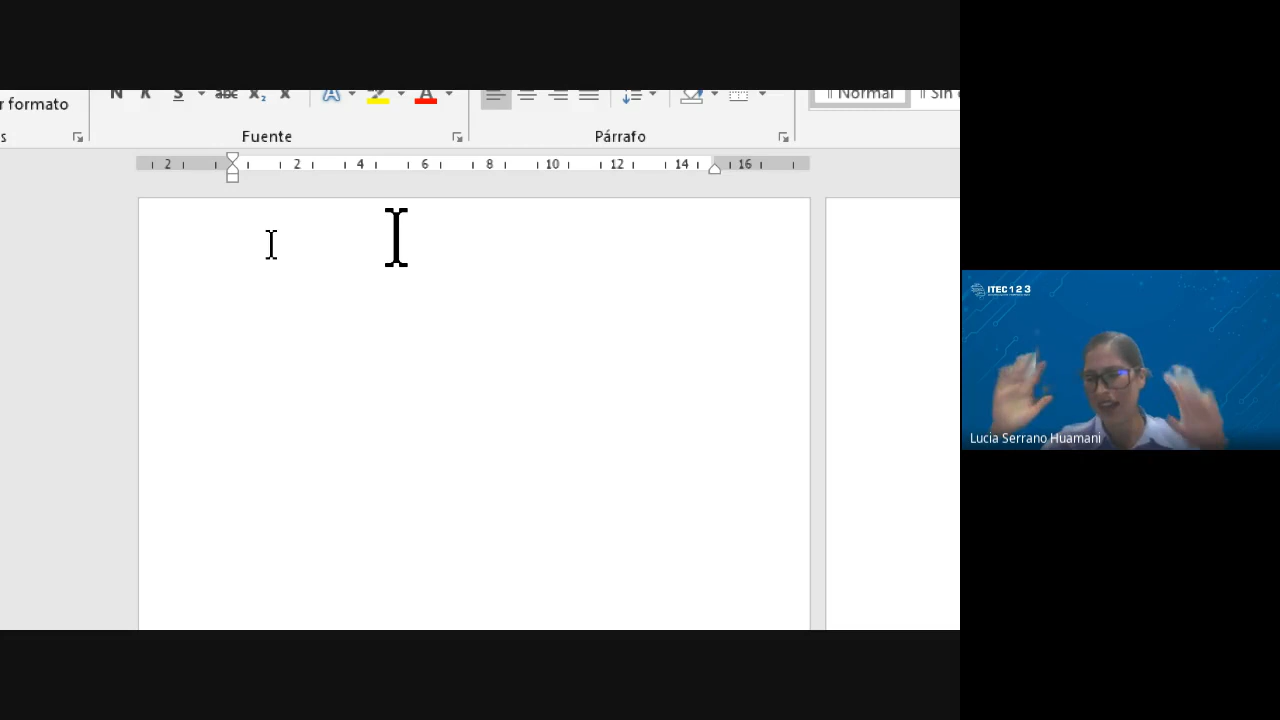 r formato
N K S abc X₂ X A A
Normal Sin
s Fuente Párrafo
2 2 4 6 8 10 12 14 16
ITEC 1 2 3
Lucia Serrano Huamani